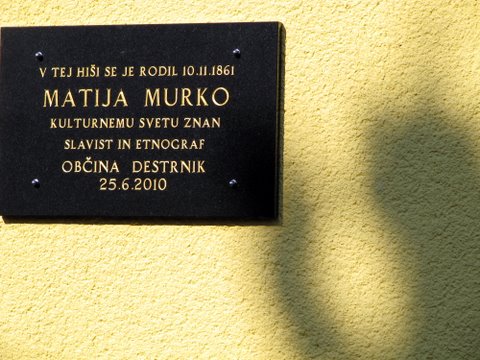 V TEJ HIŠI SE JE RODIL 10.11.1861
MATIJA MURKO
KULTURNEMU SVETU ZNAN
SLAVIST IN ETNOGRAF
OBČINA DESTRNIK
25.6.2010